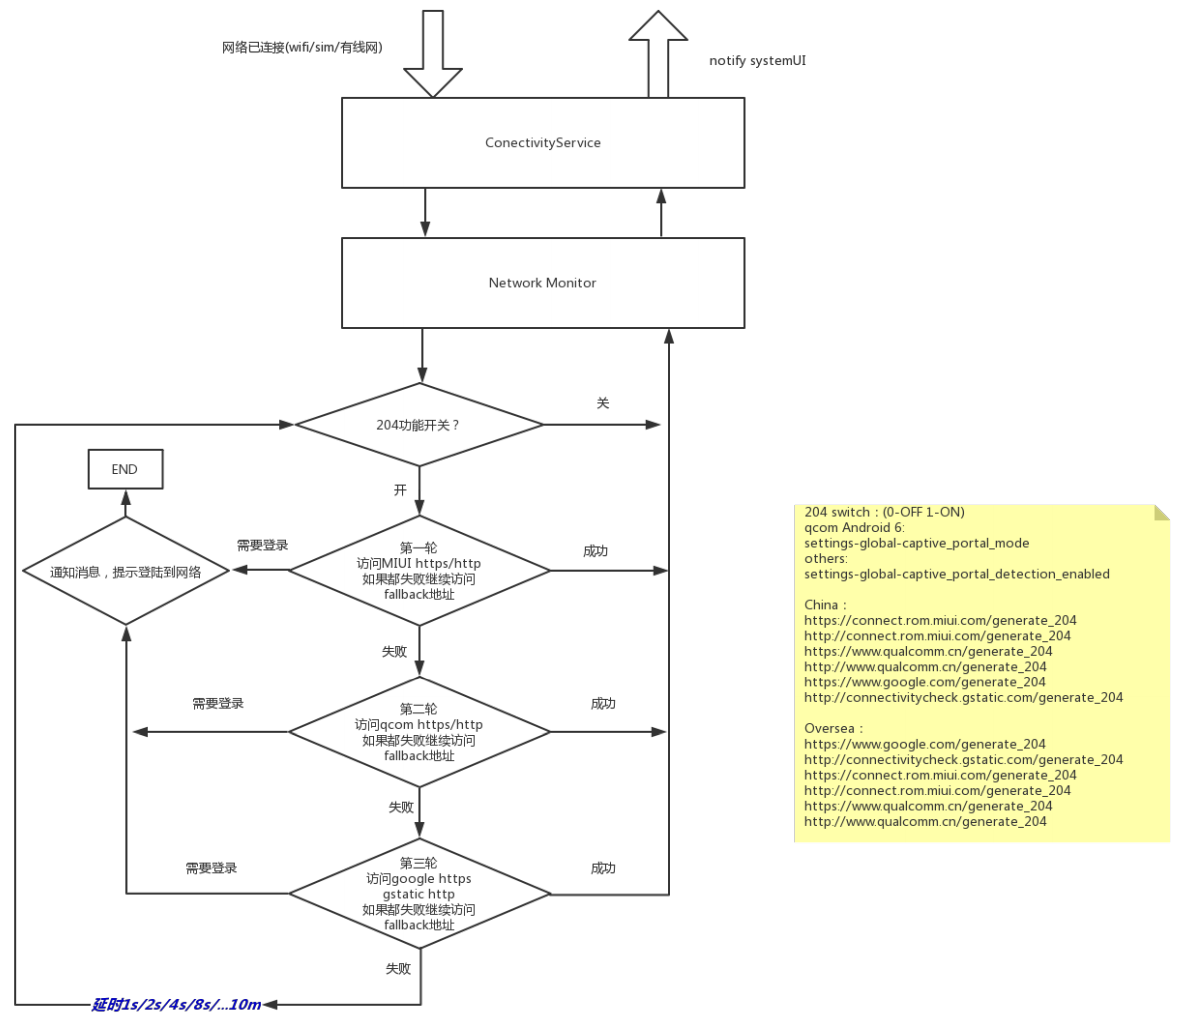 网络已连接(wifi/sim/有线网)
notify systemUI
ConectivityService
Network Monitor
204功能开关？
关
开
END
通知消息，提示登陆到网络
需要登录
第一轮
访问MIUI https/http
如果都失败继续访问
fallback地址
成功
失败
需要登录
第二轮
访问qcom https/http
如果都失败继续访问
fallback地址
成功
失败
需要登录
第三轮
访问google https
gstatic http
如果都失败继续访问
fallback地址
成功
失败
延时1s/2s/4s/8s/...10m
204 switch：(0-OFF 1-ON)
qcom Android 6:
settings-global-captive_portal_mode
others:
settings-global-captive_portal_detection_enabled
China：
https://connect.rom.miui.com/generate_204
http://connect.rom.miui.com/generate_204
https://www.qualcomm.cn/generate_204
http://www.qualcomm.cn/generate_204
https://www.google.com/generate_204
http://connectivitycheck.gstatic.com/generate_204
Oversea：
https://www.google.com/generate_204
http://connectivitycheck.gstatic.com/generate_204
https://connect.rom.miui.com/generate_204
http://connect.rom.miui.com/generate_204
https://www.qualcomm.cn/generate_204
http://www.qualcomm.cn/generate_204